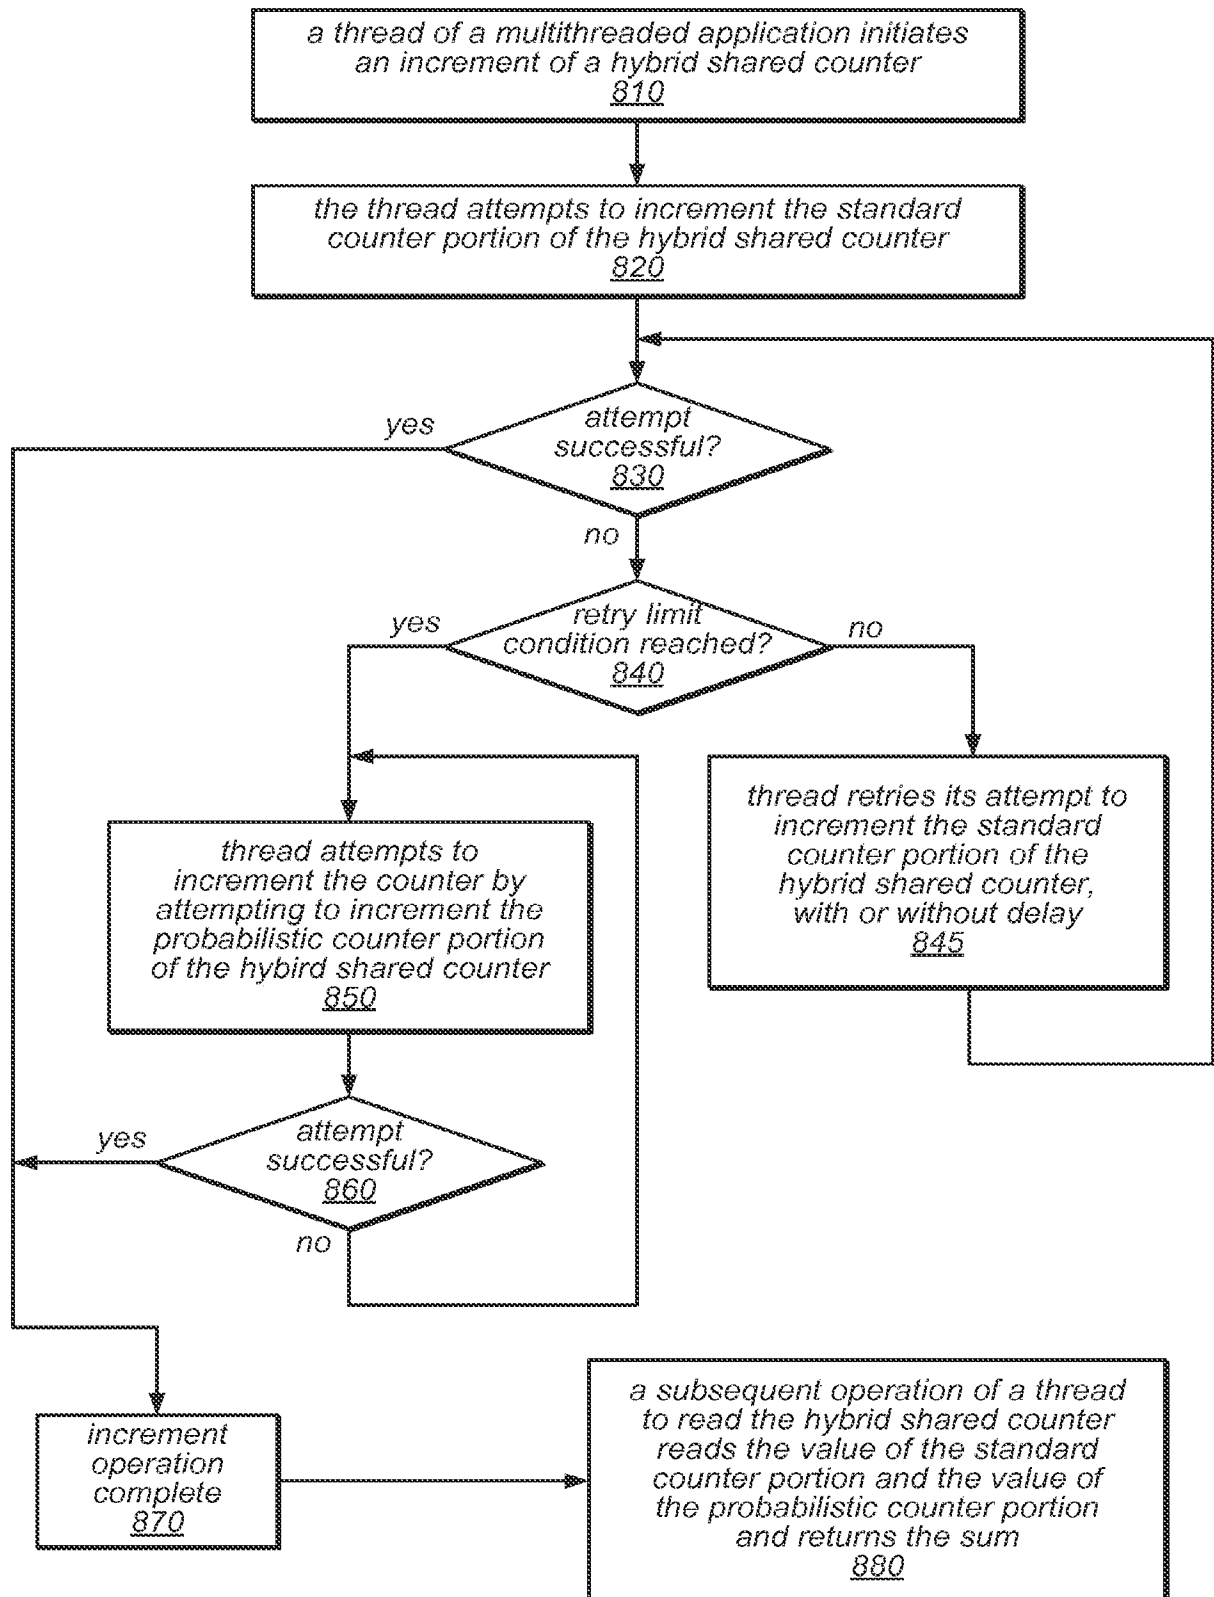 a thread of a multithreaded application initiates
an increment of a hybrid shared counter
810
the thread attempts to increment the standard
counter portion of the hybrid shared counter
820
yes
attempt
successful?
830
no
yes
retry limit
condition reached?
840
no
thread retries its attempt to
increment the standard
counter portion of the
hybrid shared counter,
with or without delay
845
thread attempts to
increment the counter by
attempting to increment the
probabilistic counter portion
of the hybird shared counter
850
yes
attempt
successful?
860
no
increment
operation
complete
870
a subsequent operation of a thread
to read the hybrid shared counter
reads the value of the standard
counter portion and the value of
the probabilistic counter portion
and returns the sum
880